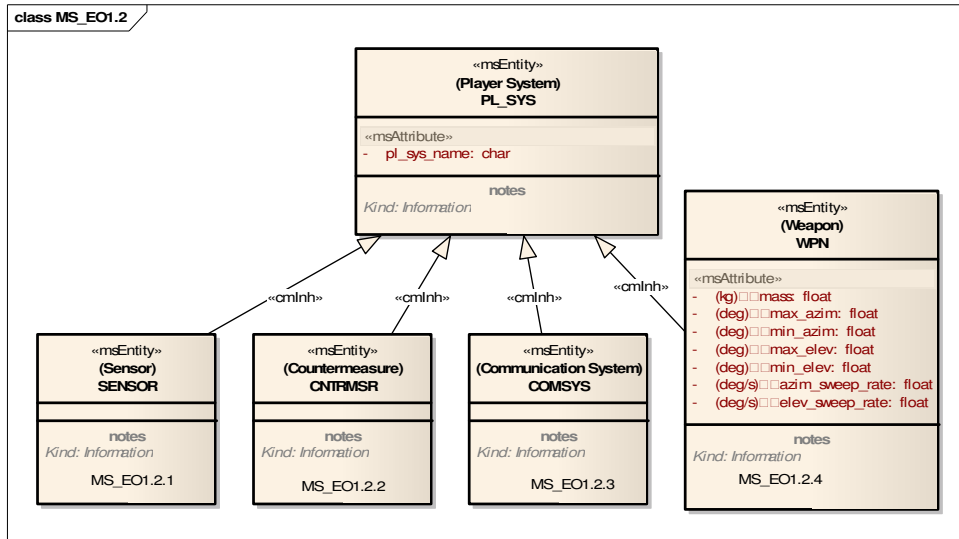 class MS_EO1.2
«msEntity»
(Player System)
PL_SYS
«msAttribute»
- pl_sys_name: char
notes
Kind: Information
«cmInh»
«cmInh»
«cmInh»
«cmInh»
«msEntity»
(Sensor)
SENSOR
notes
Kind: Information
MS_EO1.2.1
«msEntity»
(Countermeasure)
CNTRMSR
notes
Kind: Information
MS_EO1.2.2
«msEntity»
(Communication System)
COMSYS
notes
Kind: Information
MS_EO1.2.3
«msEntity»
(Weapon)
WPN
«msAttribute»
- (kg)□□mass: float
- (deg)□□max_azim: float
- (deg)□□min_azim: float
- (deg)□□max_elev: float
- (deg)□□min_elev: float
- (deg/s)□□azim_sweep_rate: float
- (deg/s)□□elev_sweep_rate: float
notes
Kind: Information
MS_EO1.2.4